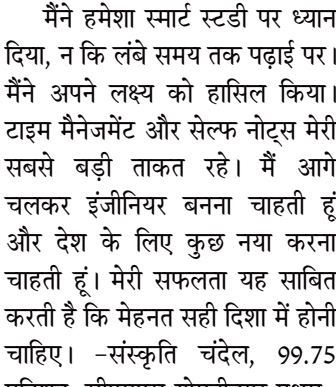 मैंने हमेशा स्मार्ट स्टडी पर ध्यान
दिया, न कि लंबे समय तक पढ़ाई पर।
मैंने अपने लक्ष्य को हासिल किया।
टाइम मैनेजमेंट और सेल्फ नोट्स मेरी
सबसे बड़ी ताकत रहे। मैं आगे
चलकर इंजीनियर बनना चाहती हूं
और देश के लिए कुछ नया करना
चाहती हूं। मेरी सफलता यह साबित
करती है कि मेहनत सही दिशा में होनी
चाहिए। -संस्कृति चंदेल, 99.75